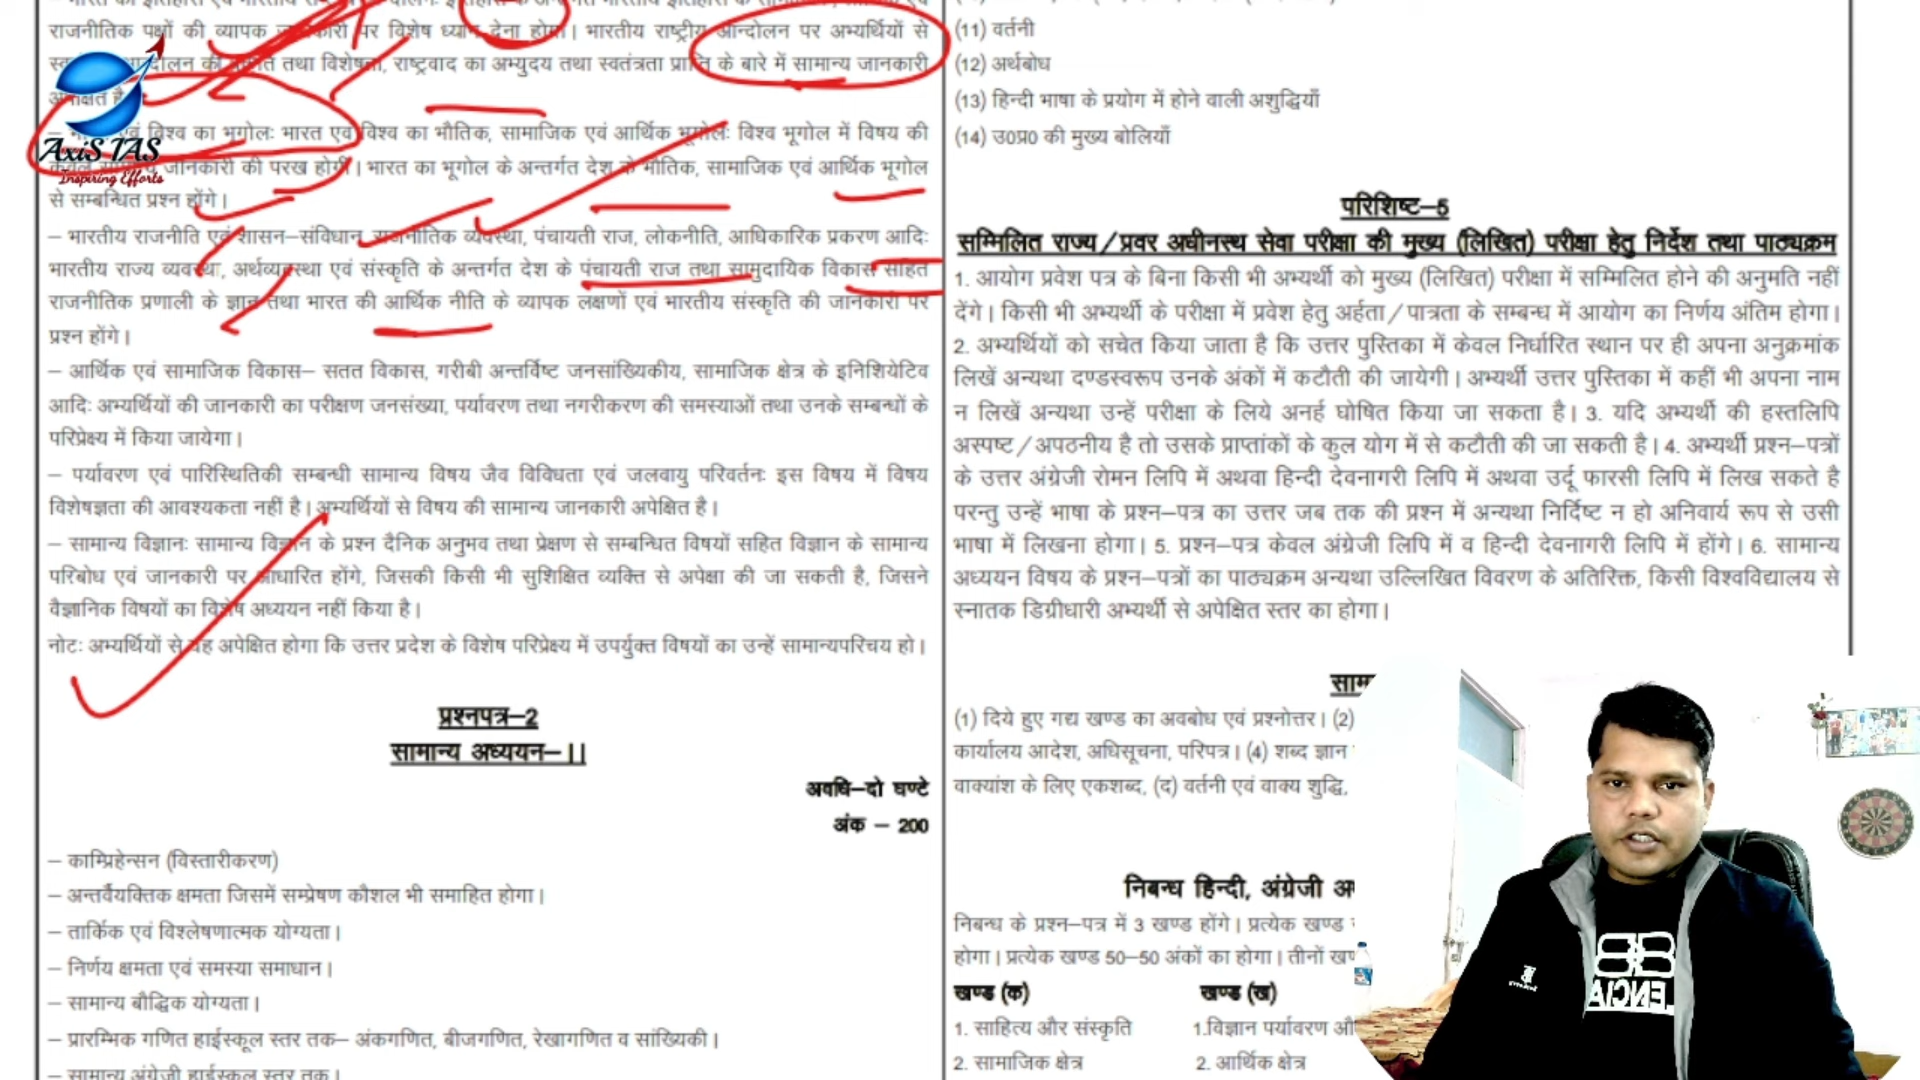 राजनीतिक पक्षों की व्यापक जानकारी पर विशेष ध्यान देना होगा। भारतीय राष्ट्रीय आन्दोलन पर अभ्यर्थियों से
तथा विशेषता, राष्ट्रवाद का अभ्युदय तथा स्वतंत्रता प्राप्ति के बारे में सामान्य जानकारी
AxiS IAS
Inspiring Efforts
एवं विश्व का भूगोलः भारत एवं विश्व का भौतिक, सामाजिक एवं आर्थिक भूगोलः विश्व भूगोल में विषय की
जानकारी की परख होगी। भारत का भूगोल के अन्तर्गत देश के भौतिक, सामाजिक एवं आर्थिक भूगोल
से सम्बन्धित प्रश्न होंगे।
– भारतीय राजनीति एवं शासन–संविधान, राजनीतिक व्यवस्था, पंचायती राज, लोकनीति, आधिकारिक प्रकरण आदिः
भारतीय राज्य व्यवस्था, अर्थव्यवस्था एवं संस्कृति के अन्तर्गत देश के पंचायती राज तथा सामुदायिक विकास सहित
राजनीतिक प्रणाली के ज्ञान तथा भारत की आर्थिक नीति के व्यापक लक्षणों एवं भारतीय संस्कृति की जानकारी पर
प्रश्न होंगे।
– आर्थिक एवं सामाजिक विकास– सतत विकास, गरीबी अन्तर्विष्ट जनसांख्यिकीय, सामाजिक क्षेत्र के इनिशियेटिव
आदिः अभ्यर्थियों की जानकारी का परीक्षण जनसंख्या, पर्यावरण तथा नगरीकरण की समस्याओं तथा उनके सम्बन्धों के
परिप्रेक्ष्य में किया जायेगा।
– पर्यावरण एवं पारिस्थितिकी सम्बन्धी सामान्य विषय जैव विविधता एवं जलवायु परिवर्तनः इस विषय में विषय
विशेषज्ञता की आवश्यकता नहीं है। अभ्यर्थियों से विषय की सामान्य जानकारी अपेक्षित है।
– सामान्य विज्ञानः सामान्य विज्ञान के प्रश्न दैनिक अनुभव तथा प्रेक्षण से सम्बन्धित विषयों सहित विज्ञान के सामान्य
परिबोध एवं जानकारी पर आधारित होंगे, जिसकी किसी भी सुशिक्षित व्यक्ति से अपेक्षा की जा सकती है, जिसने
वैज्ञानिक विषयों का विशेष अध्ययन नहीं किया है।
नोटः अभ्यर्थियों से यह अपेक्षित होगा कि उत्तर प्रदेश के विशेष परिप्रेक्ष्य में उपर्युक्त विषयों का उन्हें सामान्यपरिचय हो।
प्रश्नपत्र–2
सामान्य अध्ययन–।।
अवधि–दो घण्टे
अंक – 200
– काम्प्रिहेन्सन (विस्तारीकरण)
– अन्तर्वैयक्तिक क्षमता जिसमें सम्प्रेषण कौशल भी समाहित होगा।
– तार्किक एवं विश्लेषणात्मक योग्यता।
– निर्णय क्षमता एवं समस्या समाधान।
– सामान्य बौद्धिक योग्यता।
– प्रारम्भिक गणित हाईस्कूल स्तर तक– अंकगणित, बीजगणित, रेखागणित व सांख्यिकी।
– सामान्य अंग्रेजी हाईस्कूल स्तर तक।
(11) वर्तनी
(12) अर्थबोध
(13) हिन्दी भाषा के प्रयोग में होने वाली अशुद्धियाँ
(14) उ0प्र0 की मुख्य बोलियाँ
परिशिष्ट–5
सम्मिलित राज्य/प्रवर अधीनस्थ सेवा परीक्षा की मुख्य (लिखित) परीक्षा हेतु निर्देश तथा पाठ्यक्रम
1. आयोग प्रवेश पत्र के बिना किसी भी अभ्यर्थी को मुख्य (लिखित) परीक्षा में सम्मिलित होने की अनुमति नहीं
देंगे। किसी भी अभ्यर्थी के परीक्षा में प्रवेश हेतु अर्हता/पात्रता के सम्बन्ध में आयोग का निर्णय अंतिम होगा।
2. अभ्यर्थियों को सचेत किया जाता है कि उत्तर पुस्तिका में केवल निर्धारित स्थान पर ही अपना अनुक्रमांक
लिखें अन्यथा दण्डस्वरूप उनके अंकों में कटौती की जायेगी। अभ्यर्थी उत्तर पुस्तिका में कहीं भी अपना नाम
न लिखें अन्यथा उन्हें परीक्षा के लिये अनर्ह घोषित किया जा सकता है। 3. यदि अभ्यर्थी की हस्तलिपि
अस्पष्ट/अपठनीय है तो उसके प्राप्तांकों के कुल योग में से कटौती की जा सकती है। 4. अभ्यर्थी प्रश्न–पत्रों
के उत्तर अंग्रेजी रोमन लिपि में अथवा हिन्दी देवनागरी लिपि में अथवा उर्दू फारसी लिपि में लिख सकते है
परन्तु उन्हें भाषा के प्रश्न–पत्र का उत्तर जब तक की प्रश्न में अन्यथा निर्दिष्ट न हो अनिवार्य रूप से उसी
भाषा में लिखना होगा। 5. प्रश्न–पत्र केवल अंग्रेजी लिपि में व हिन्दी देवनागरी लिपि में होंगे। 6. सामान्य
अध्ययन विषय के प्रश्न–पत्रों का पाठ्यक्रम अन्यथा उल्लिखित विवरण के अतिरिक्त, किसी विश्वविद्यालय से
स्नातक डिग्रीधारी अभ्यर्थी से अपेक्षित स्तर का होगा।
(1) दिये हुए गद्य खण्ड का अवबोध एवं प्रश्नोत्तर। (2)
कार्यालय आदेश, अधिसूचना, परिपत्र। (4) शब्द ज्ञान
वाक्यांश के लिए एकशब्द, (द) वर्तनी एवं वाक्य शुद्धि,
निबन्ध हिन्दी, अंग्रेजी
निबन्ध के प्रश्न–पत्र में 3 खण्ड होंगे। प्रत्येक खण्ड
होगा। प्रत्येक खण्ड 50–50 अंकों का होगा। तीनों
खण्ड (क) खण्ड (ख)
1. साहित्य और संस्कृति 1.विज्ञान पर्यावरण
2. सामाजिक क्षेत्र 2. आर्थिक क्षेत्र